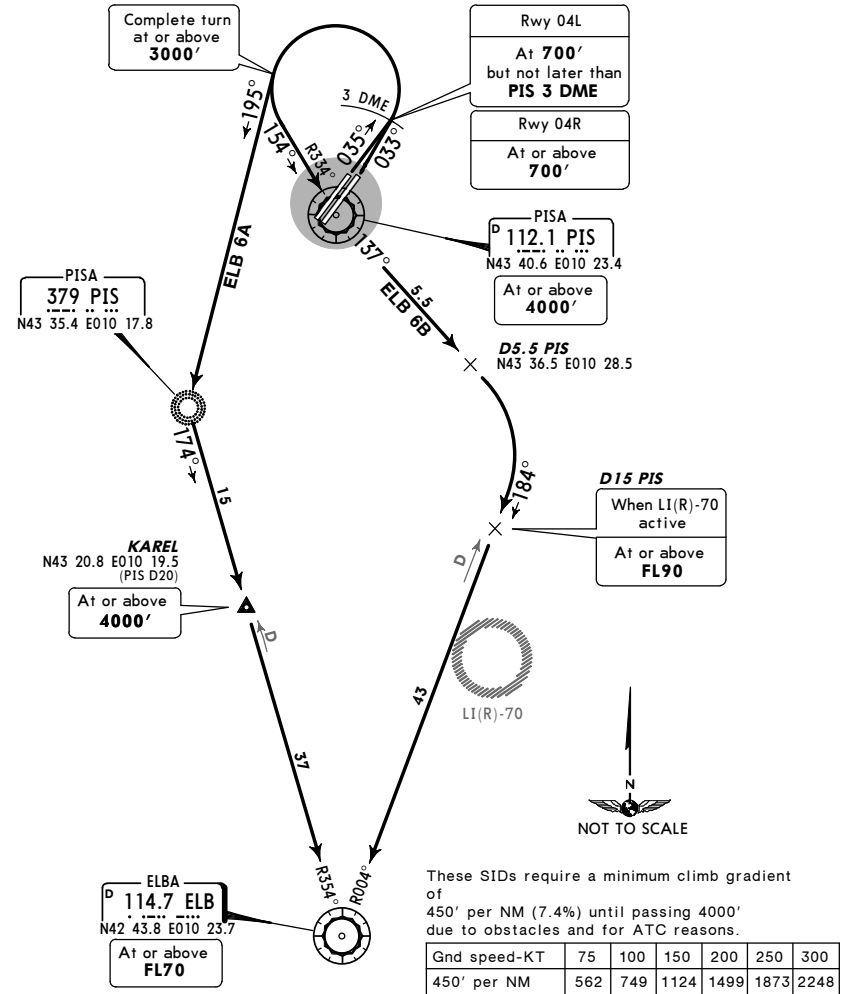 Complete turn
at or above
3000′
Rwy 04L
At 700′
but not later than
PIS 3 DME
Rwy 04R
At or above
700′
3 DME
←195°
154°→
R334°
035°→
033°
PISA
D 112.1 PIS
N43 40.6 E010 23.4
At or above
4000′
ELB 6A
137°
5.5
ELB 6B
PISA
379 PIS
N43 35.4 E010 17.8
D5.5 PIS
N43 36.5 E010 28.5
174°→
15
←184°
D15 PIS
When LI(R)-70
active
At or above
FL90
KAREL
N43 20.8 E010 19.5
(PIS D20)
At or above
4000′
D
D
LI(R)-70
43
37
N
NOT TO SCALE
R354°
R004°
ELBA
D 114.7 ELB
N42 43.8 E010 23.7
At or above
FL70
These SIDs require a minimum climb gradient
of
450′ per NM (7.4%) until passing 4000′
due to obstacles and for ATC reasons.
Gnd speed-KT 75 100 150 200 250 300
450′ per NM 562 749 1124 1499 1873 2248